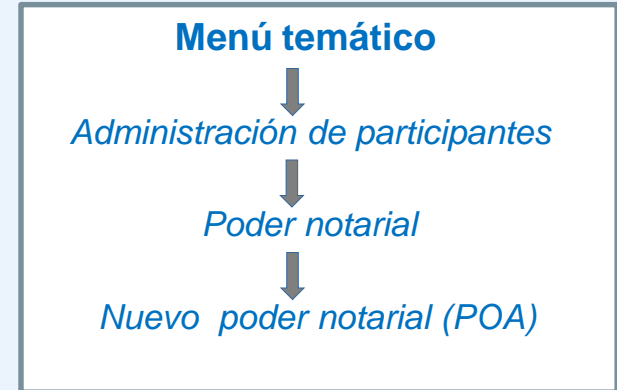 Menú temático
Administración de participantes
Poder notarial
Nuevo poder notarial (POA)